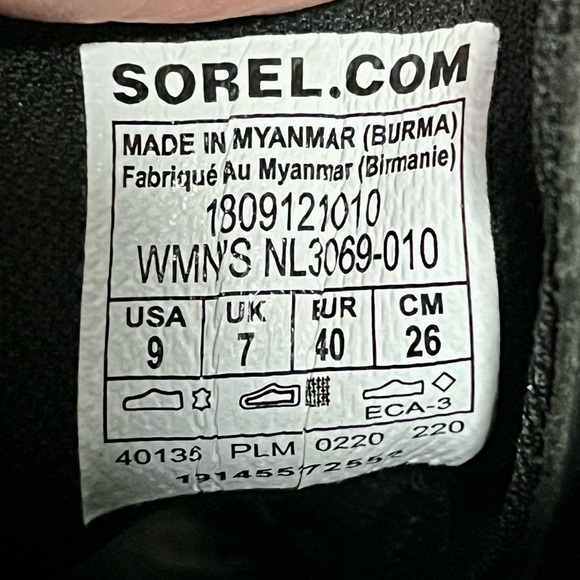 SOREL.COM
MADE IN MYANMAR (BURMA)
Fabriqué Au Myanmar (Birmanie)
1809121010
WMN'S NL3069-010
USA UK EUR CM
9 7 40 26
ECA-3
40136 PLM 0220 220